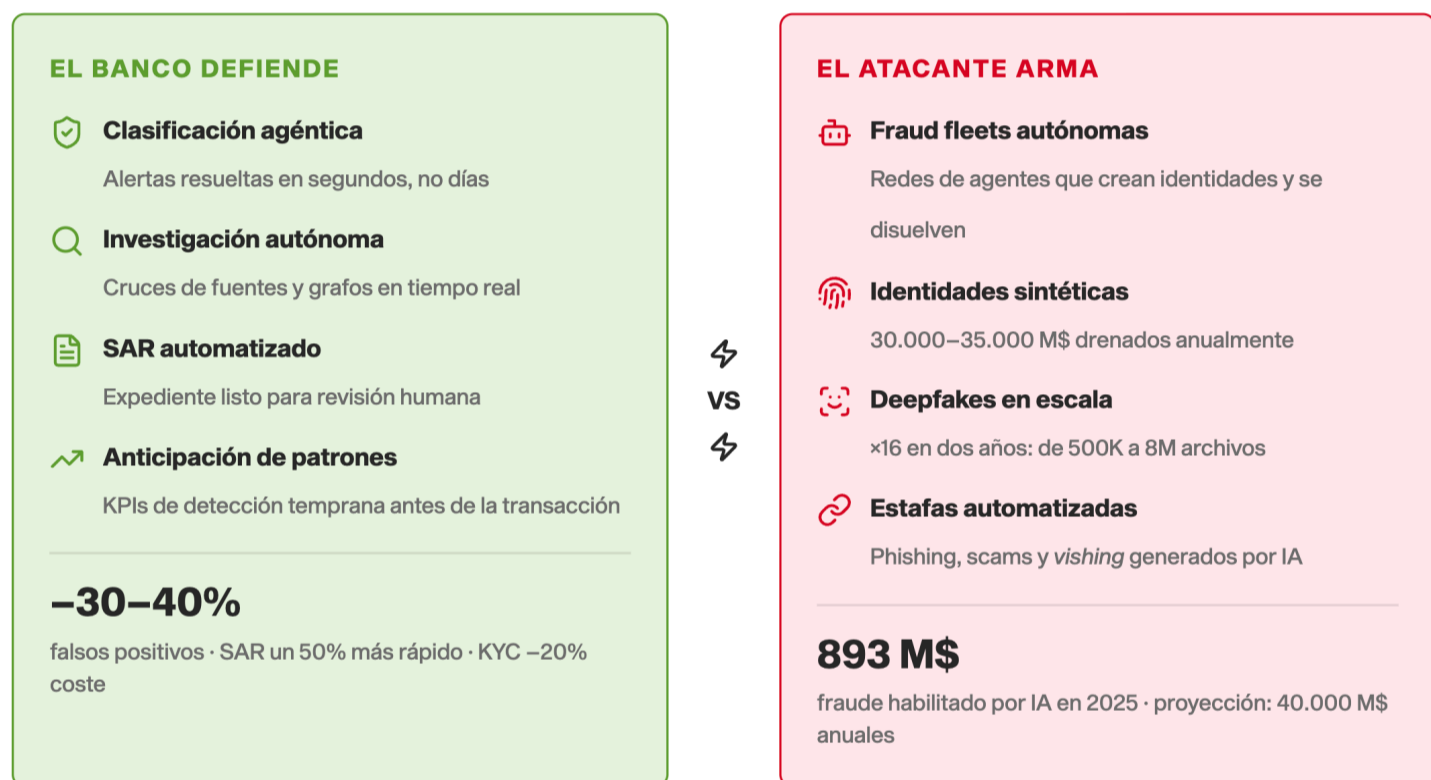 EL BANCO DEFIENDE
Clasificación agéntica
Alertas resueltas en segundos, no días
Investigación autónoma
Cruces de fuentes y grafos en tiempo real
SAR automatizado
Expediente listo para revisión humana
Anticipación de patrones
KPIs de detección temprana antes de la transacción
–30–40%
falsos positivos · SAR un 50% más rápido · KYC –20%
coste
VS
EL ATACANTE ARMA
Fraud fleets autónomas
Redes de agentes que crean identidades y se
disuelven
Identidades sintéticas
30.000–35.000 M$ drenados anualmente
Deepfakes en escala
×16 en dos años: de 500K a 8M archivos
Estafas automatizadas
Phishing, scams y vishing generados por IA
893 M$
fraude habilitado por IA en 2025 · proyección: 40.000 M$
anuales